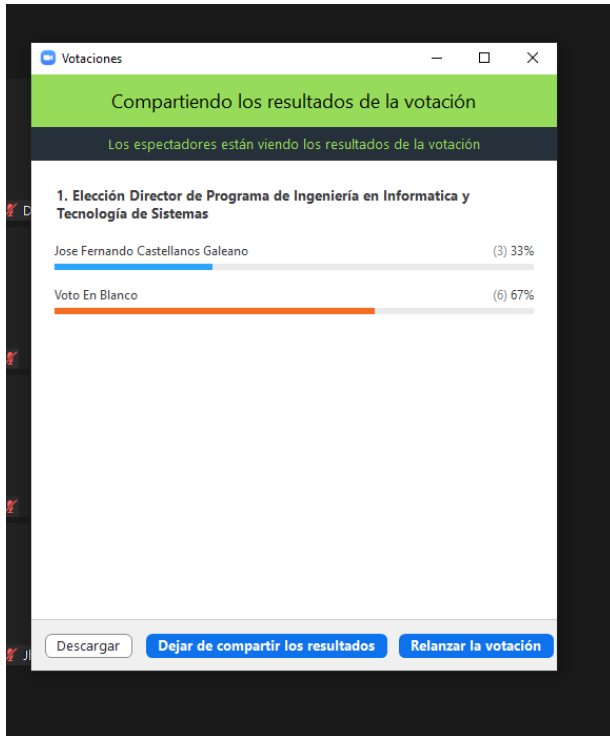 Votaciones
Compartiendo los resultados de la votación
Los espectadores están viendo los resultados de la votación
1. Elección Director de Programa de Ingeniería en Informatica y
Tecnología de Sistemas
Jose Fernando Castellanos Galeano (3) 33%
Voto En Blanco (6) 67%
D
Jl
Descargar Dejar de compartir los resultados Relanzar la votación